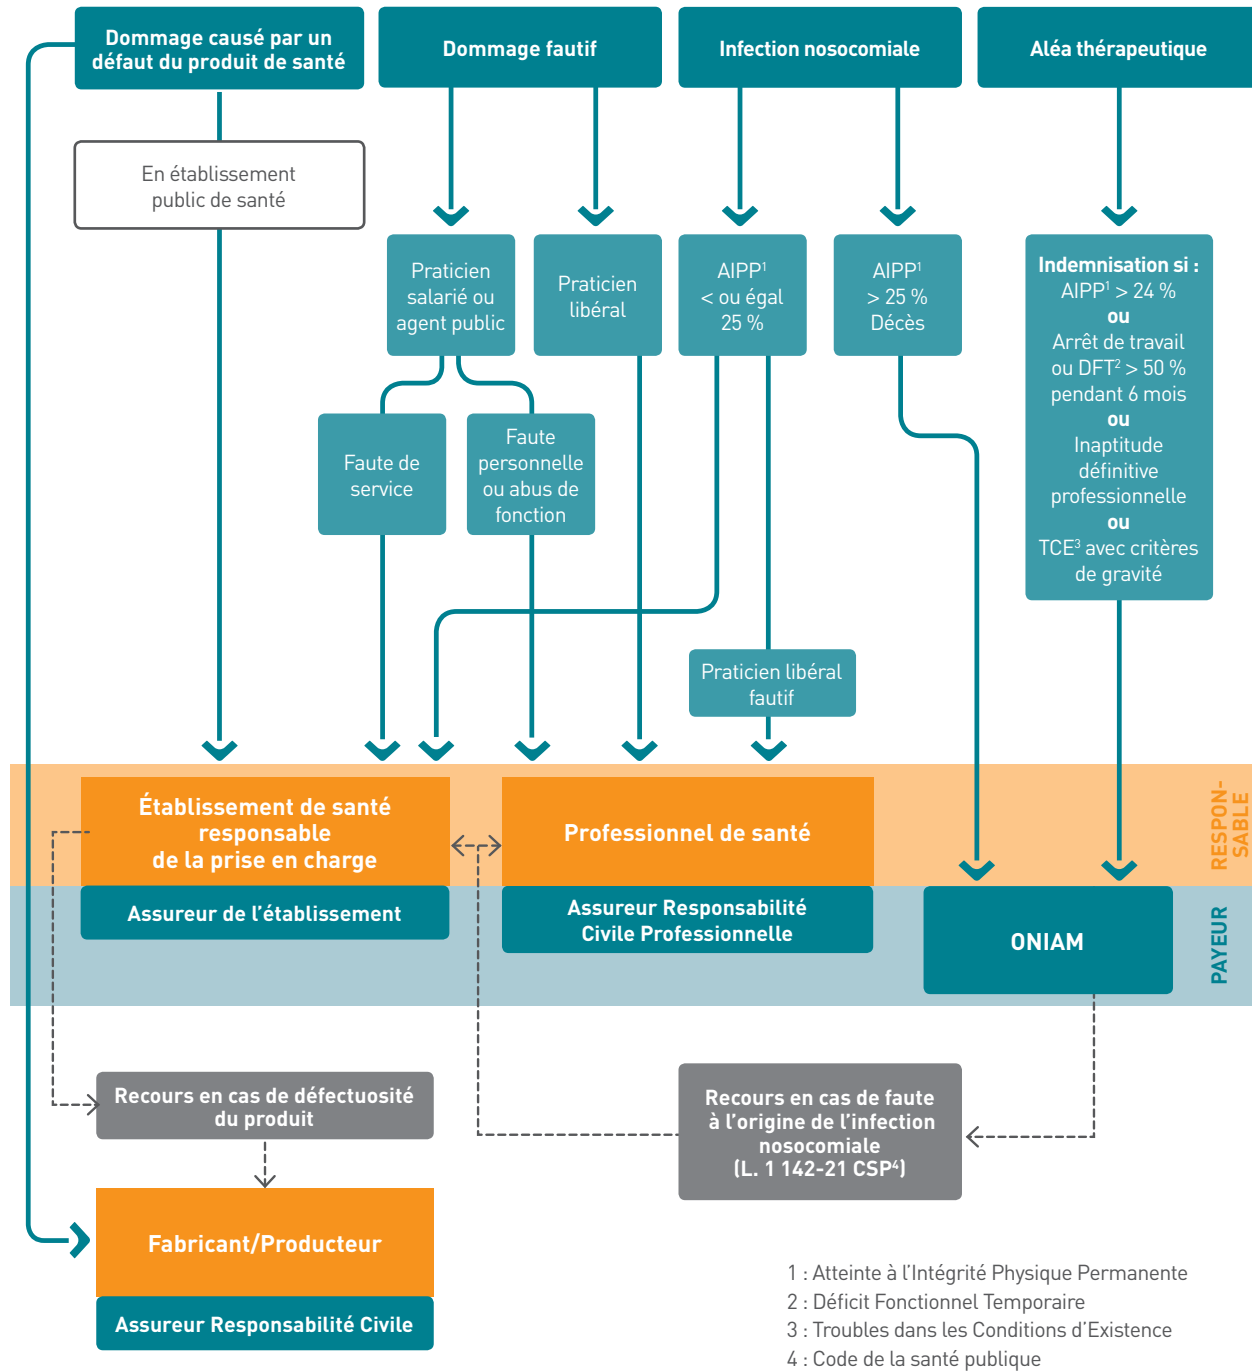 Dommage causé par un
défaut du produit de santé
Dommage fautif
Infection nosocomiale
Aléa thérapeutique
En établissement
public de santé
Praticien
salarié ou
agent public
Praticien
libéral
AIPP¹
< ou égal
25 %
AIPP¹
> 25 %
Décès
Indemnisation si :
AIPP¹ > 24 %
ou
Arrêt de travail
ou DFT² > 50 %
pendant 6 mois
ou
Inaptitude
définitive
professionnelle
ou
TCE³ avec critères
de gravité
Faute de
service
Faute
personnelle
ou abus de
fonction
Praticien libéral
fautif
Établissement de santé
responsable
de la prise en charge
Professionnel de santé
RESPON-
SABLE
Assureur de l’établissement
Assureur Responsabilité
Civile Professionnelle
ONIAM
PAYEUR
Recours en cas de défectuosité
du produit
Recours en cas de faute
à l’origine de l’infection
nosocomiale
(L. 1 142-21 CSP⁴)
Fabricant/Producteur
Assureur Responsabilité Civile
1 : Atteinte à l’Intégrité Physique Permanente
2 : Déficit Fonctionnel Temporaire
3 : Troubles dans les Conditions d’Existence
4 : Code de la santé publique